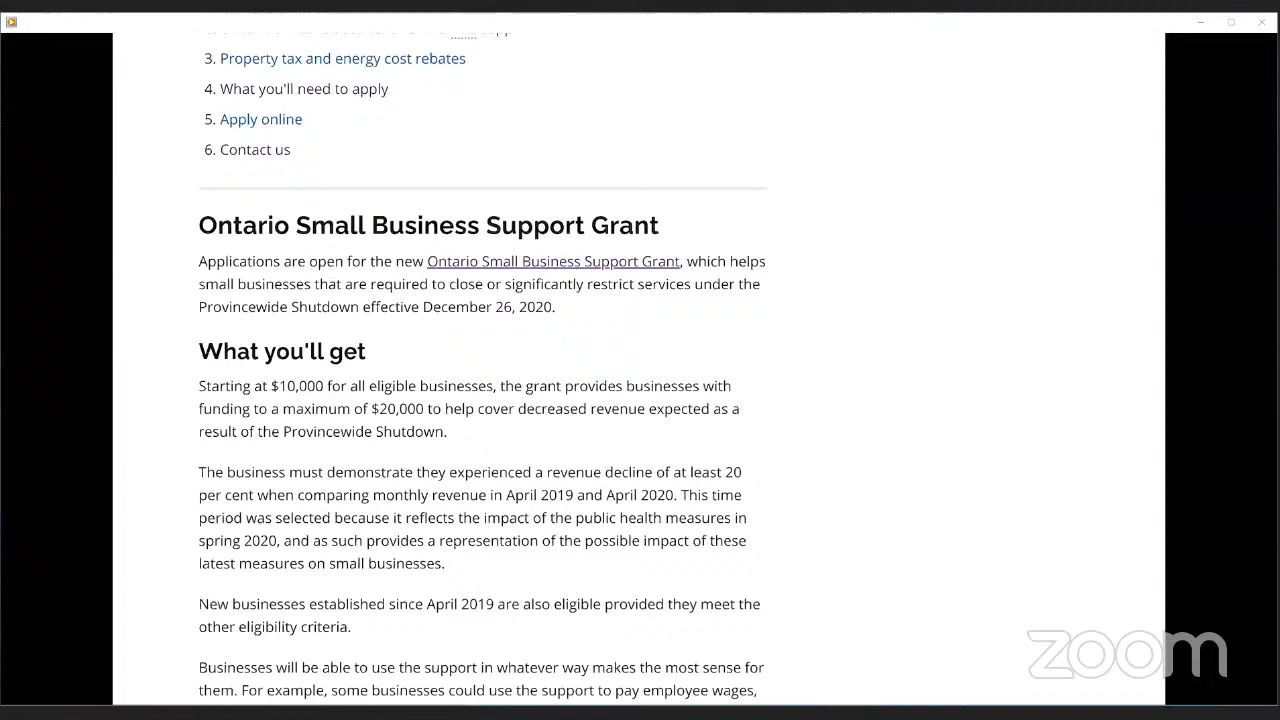 3. Property tax and energy cost rebates
4. What you'll need to apply
5. Apply online
6. Contact us
Ontario Small Business Support Grant
Applications are open for the new Ontario Small Business Support Grant, which helps
small businesses that are required to close or significantly restrict services under the
Provincewide Shutdown effective December 26, 2020.
What you'll get
Starting at $10,000 for all eligible businesses, the grant provides businesses with
funding to a maximum of $20,000 to help cover decreased revenue expected as a
result of the Provincewide Shutdown.
The business must demonstrate they experienced a revenue decline of at least 20
per cent when comparing monthly revenue in April 2019 and April 2020. This time
period was selected because it reflects the impact of the public health measures in
spring 2020, and as such provides a representation of the possible impact of these
latest measures on small businesses.
New businesses established since April 2019 are also eligible provided they meet the
other eligibility criteria.
Businesses will be able to use the support in whatever way makes the most sense for
them. For example, some businesses could use the support to pay employee wages,
zoom